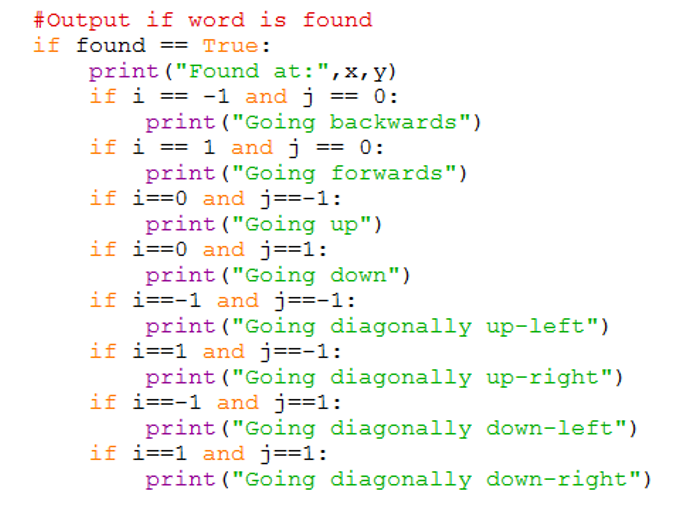 #Output if word is found
if found == True:
    print("Found at:",x,y)
    if i == -1 and j == 0:
        print("Going backwards")
    if i == 1 and j == 0:
        print("Going forwards")
    if i==0 and j==-1:
        print("Going up")
    if i==0 and j==1:
        print("Going down")
    if i==-1 and j==-1:
        print("Going diagonally up-left")
    if i==1 and j==-1:
        print("Going diagonally up-right")
    if i==-1 and j==1:
        print("Going diagonally down-left")
    if i==1 and j==1:
        print("Going diagonally down-right")